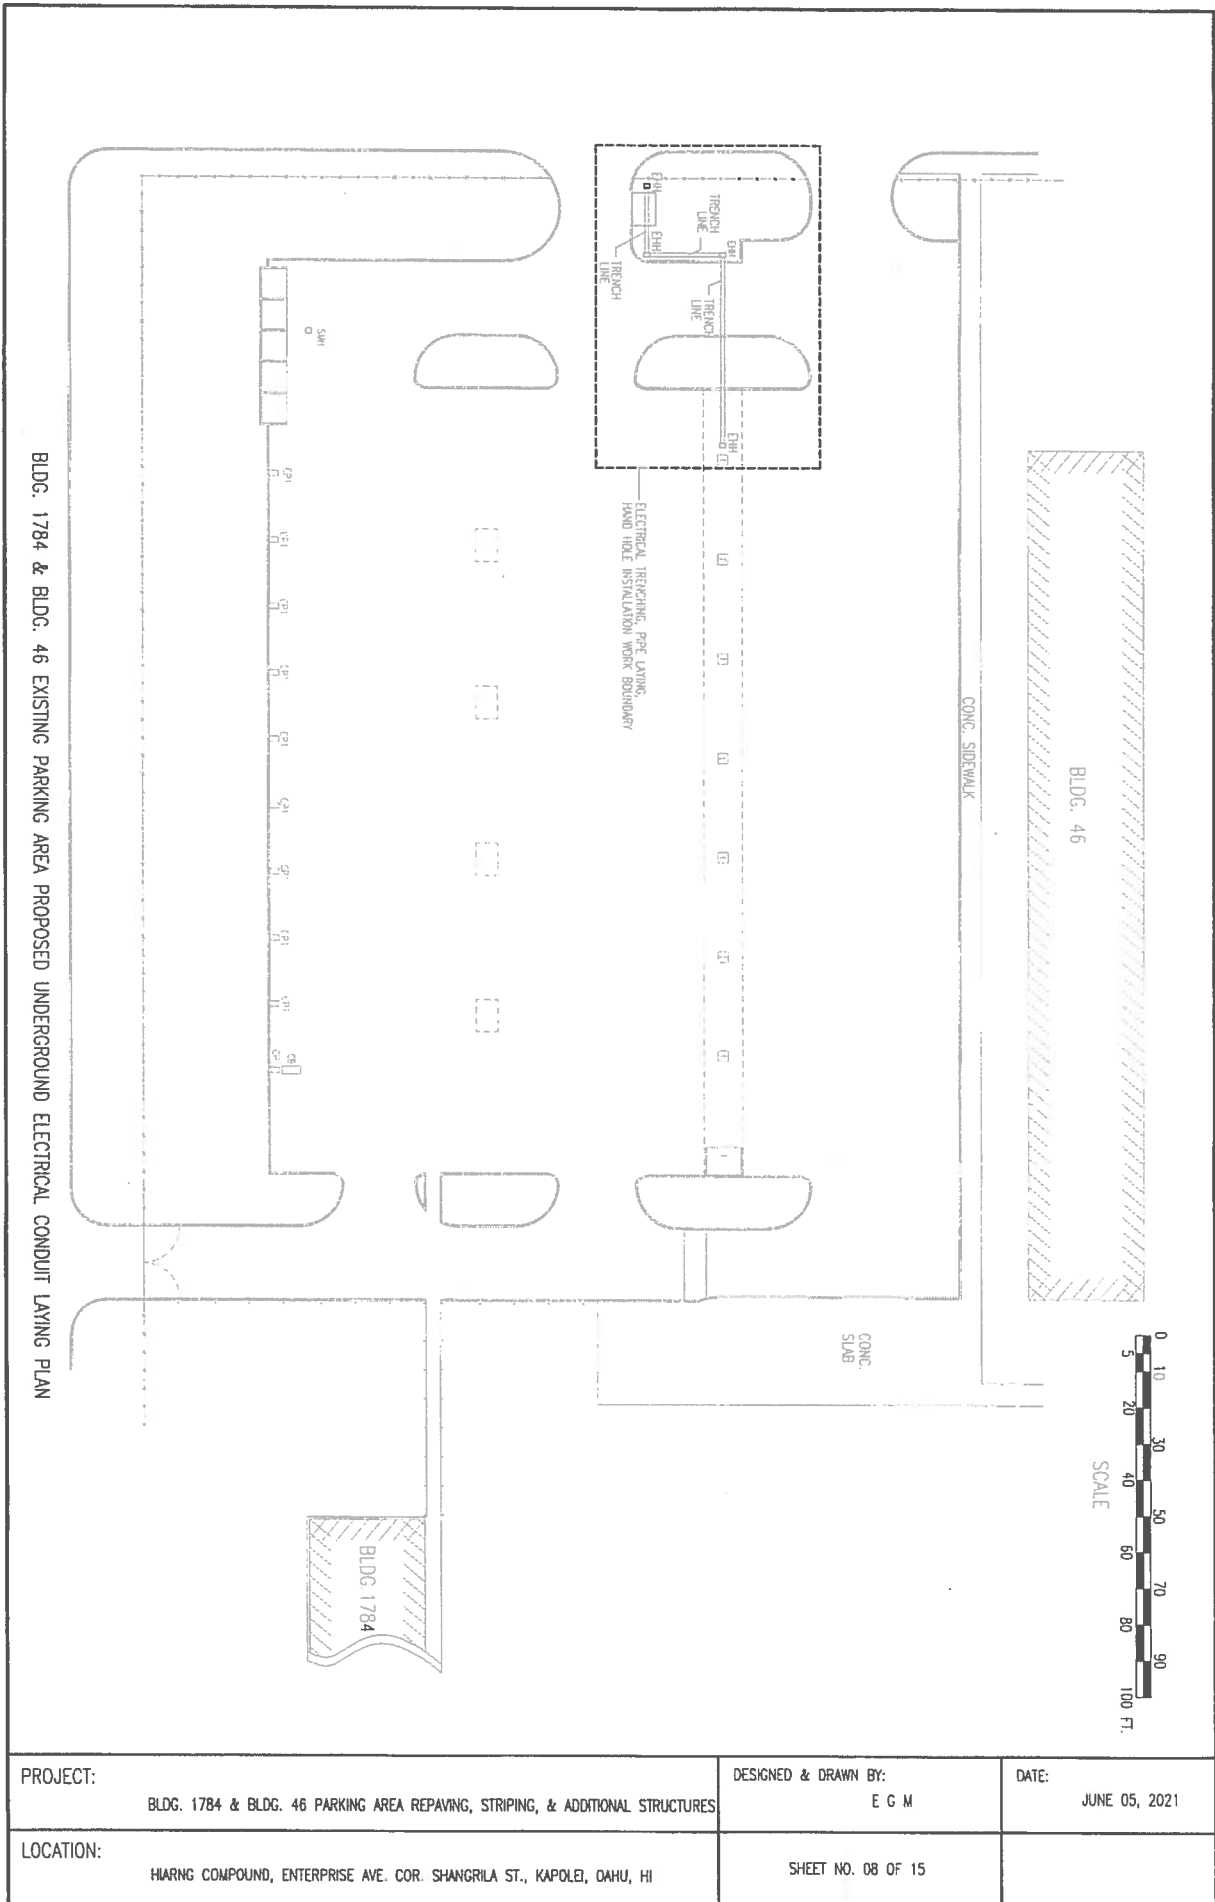 EHH
TRENCH
LINE
EHH
EHH
TRENCH
LINE
TRENCH
LINE
SMH
EHH
ELECTRICAL TRENCHING, PIPE LAYING,
HAND HOLE INSTALLATION WORK BOUNDARY
CONC. SIDEWALK
BLDG. 46
CONC.
SLAB
BLDG 1784
0 10 30 50 70 90
5 20 40 60 80 100 FT.
SCALE
BLDG. 1784 & BLDG. 46 EXISTING PARKING AREA PROPOSED UNDERGROUND ELECTRICAL CONDUIT LAYING PLAN
PROJECT:
BLDG. 1784 & BLDG. 46 PARKING AREA REPAVING, STRIPING, & ADDITIONAL STRUCTURES
DESIGNED & DRAWN BY:
E G M
DATE:
JUNE 05, 2021
LOCATION:
HIARNG COMPOUND, ENTERPRISE AVE. COR. SHANGRILA ST., KAPOLEI, OAHU, HI
SHEET NO. 08 OF 15